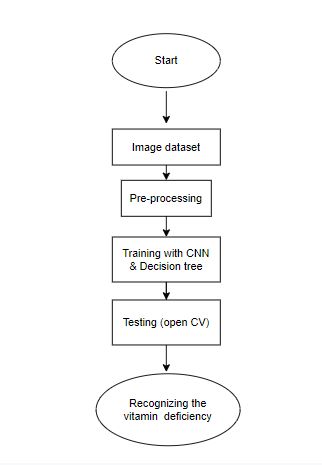 Start
Image dataset
Pre-processing
Training with CNN
& Decision tree
Testing (open CV)
Recognizing the
vitamin deficiency